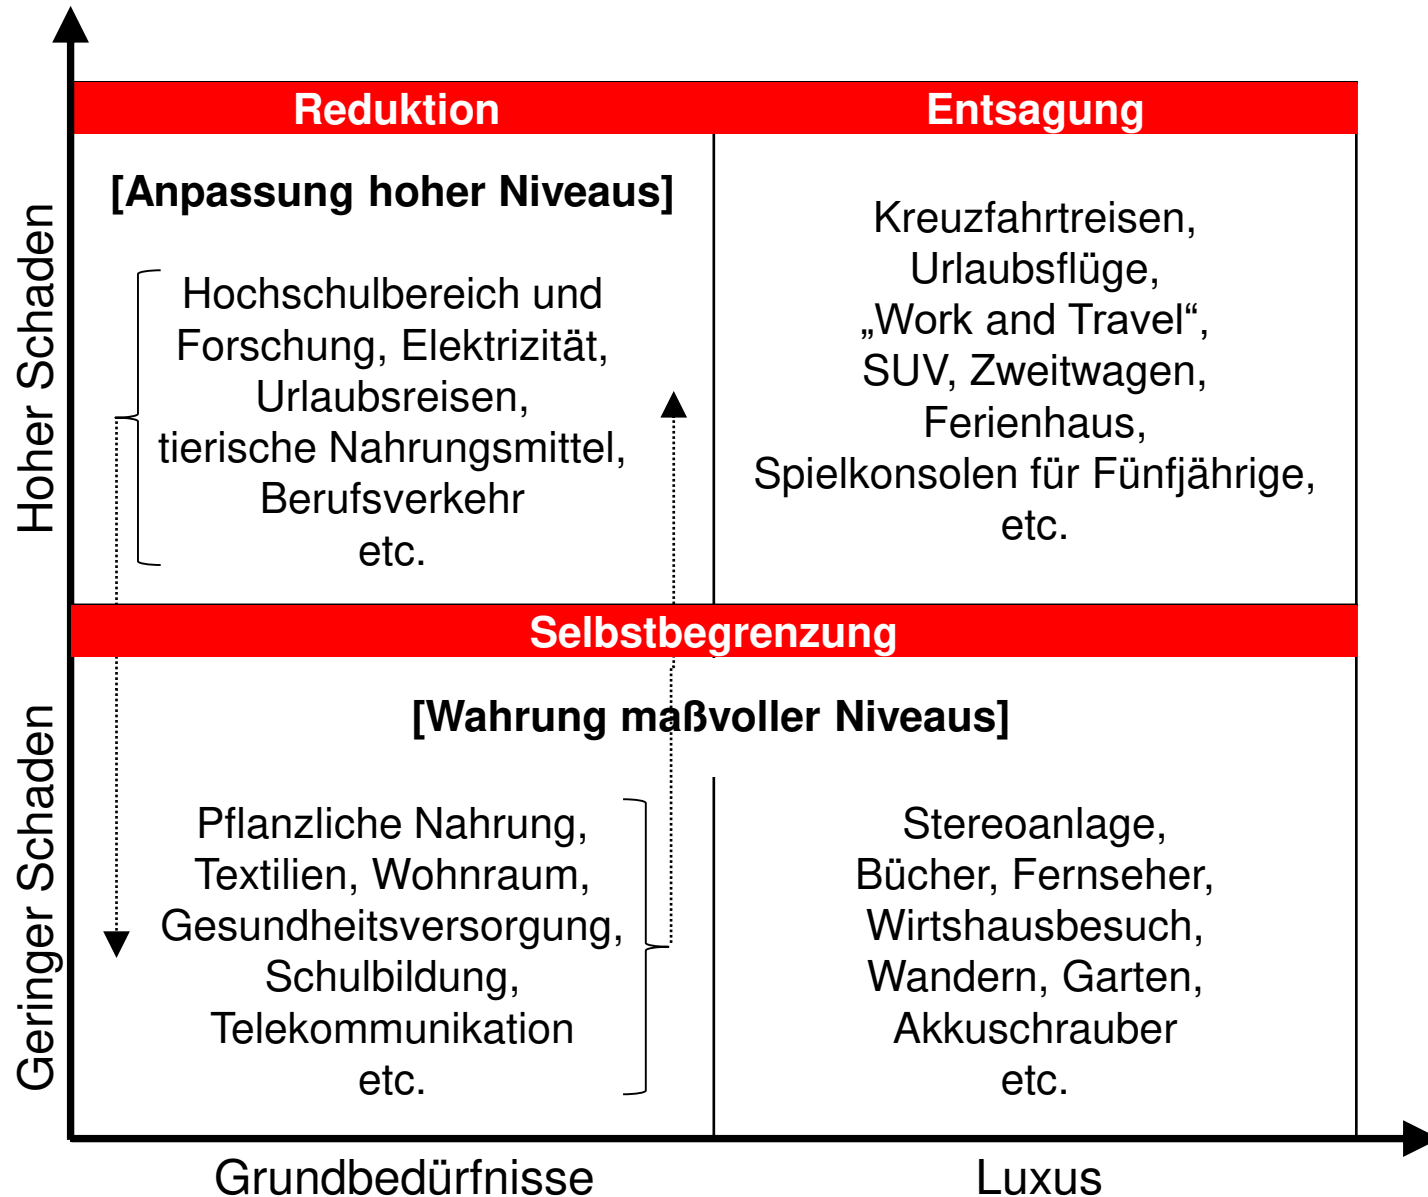 Reduktion
Entsagung
[Anpassung hoher Niveaus]
Hochschulbereich und
Forschung, Elektrizität,
Urlaubsreisen,
tierische Nahrungsmittel,
Berufsverkehr
etc.
Kreuzfahrtreisen,
Urlaubsflüge,
„Work and Travel“,
SUV, Zweitwagen,
Ferienhaus,
Spielkonsolen für Fünfjährige,
etc.
Hoher Schaden
Selbstbegrenzung
[Wahrung maßvoller Niveaus]
Pflanzliche Nahrung,
Textilien, Wohnraum,
Gesundheitsversorgung,
Schulbildung,
Telekommunikation
etc.
Stereoanlage,
Bücher, Fernseher,
Wirtshausbesuch,
Wandern, Garten,
Akkuschrauber
etc.
Geringer Schaden
Grundbedürfnisse
Luxus